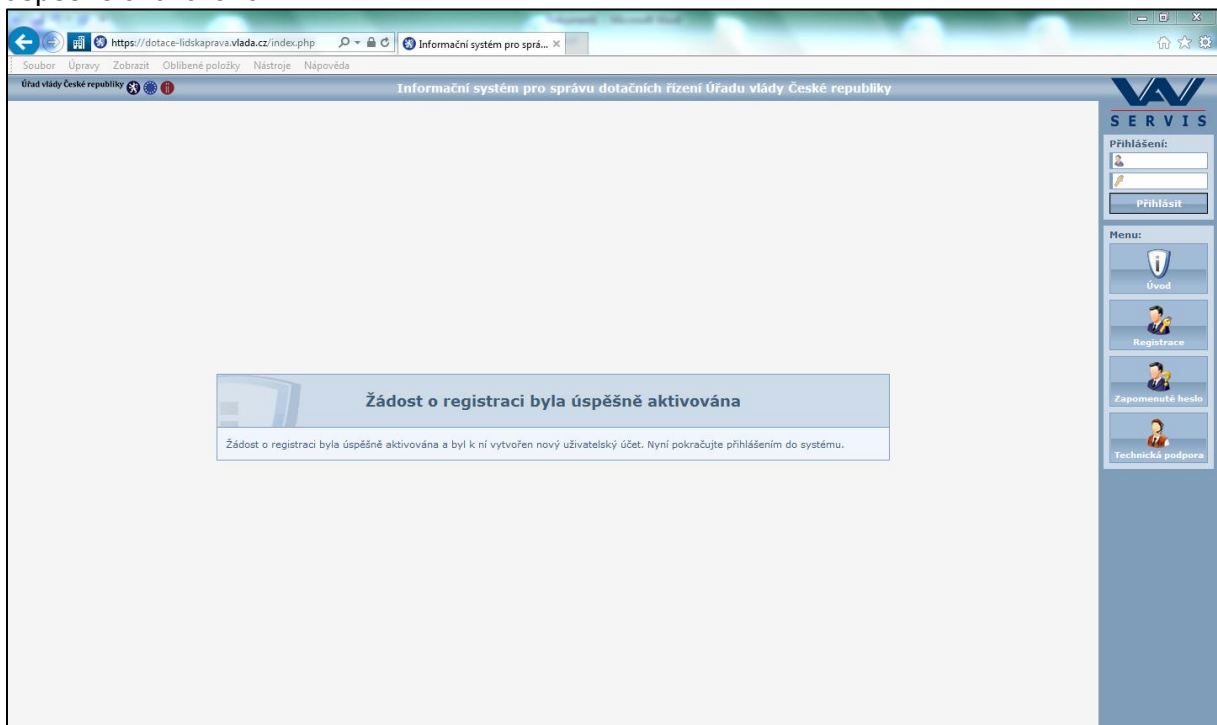 https://dotace-lidskaprava.vlada.cz/index.php
Informační systém pro sprá...
Soubor Úpravy Zobrazit Oblíbené položky Nástroje Nápověda
Úřad vlády České republiky
Informační systém pro správu dotačních řízení Úřadu vlády České republiky
VAV
SERVIS
Přihlášení:
Přihlásit
Menu:
Úvod
Registrace
Zapomenuté heslo
Technická podpora
Žádost o registraci byla úspěšně aktivována
Žádost o registraci byla úspěšně aktivována a byl k ní vytvořen nový uživatelský účet. Nyní pokračujte přihlášením do systému.